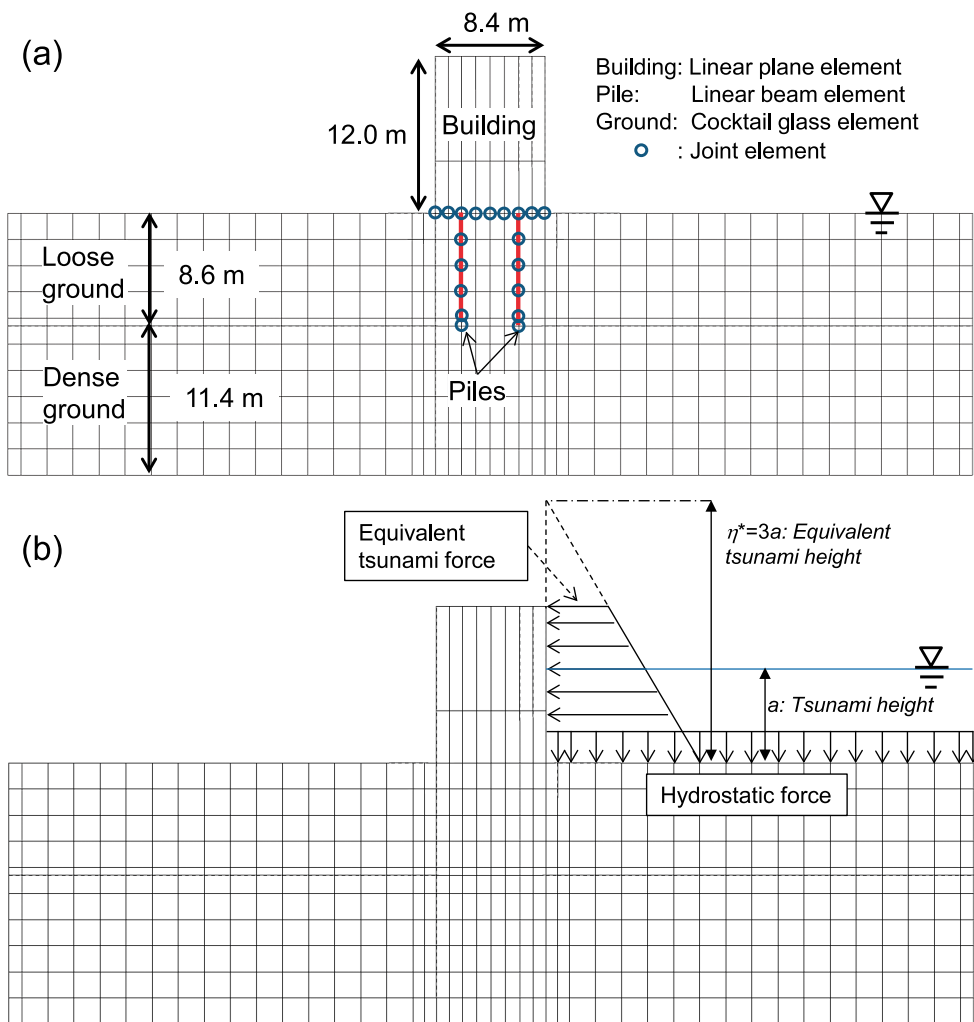 (a)
8.4 m
12.0 m
Building
Building: Linear plane element
Pile: Linear beam element
Ground: Cocktail glass element
: Joint element
Loose
ground
8.6 m
Dense
ground
11.4 m
Piles
(b)
Equivalent
tsunami force
η*=3a: Equivalent
tsunami height
a: Tsunami height
Hydrostatic force